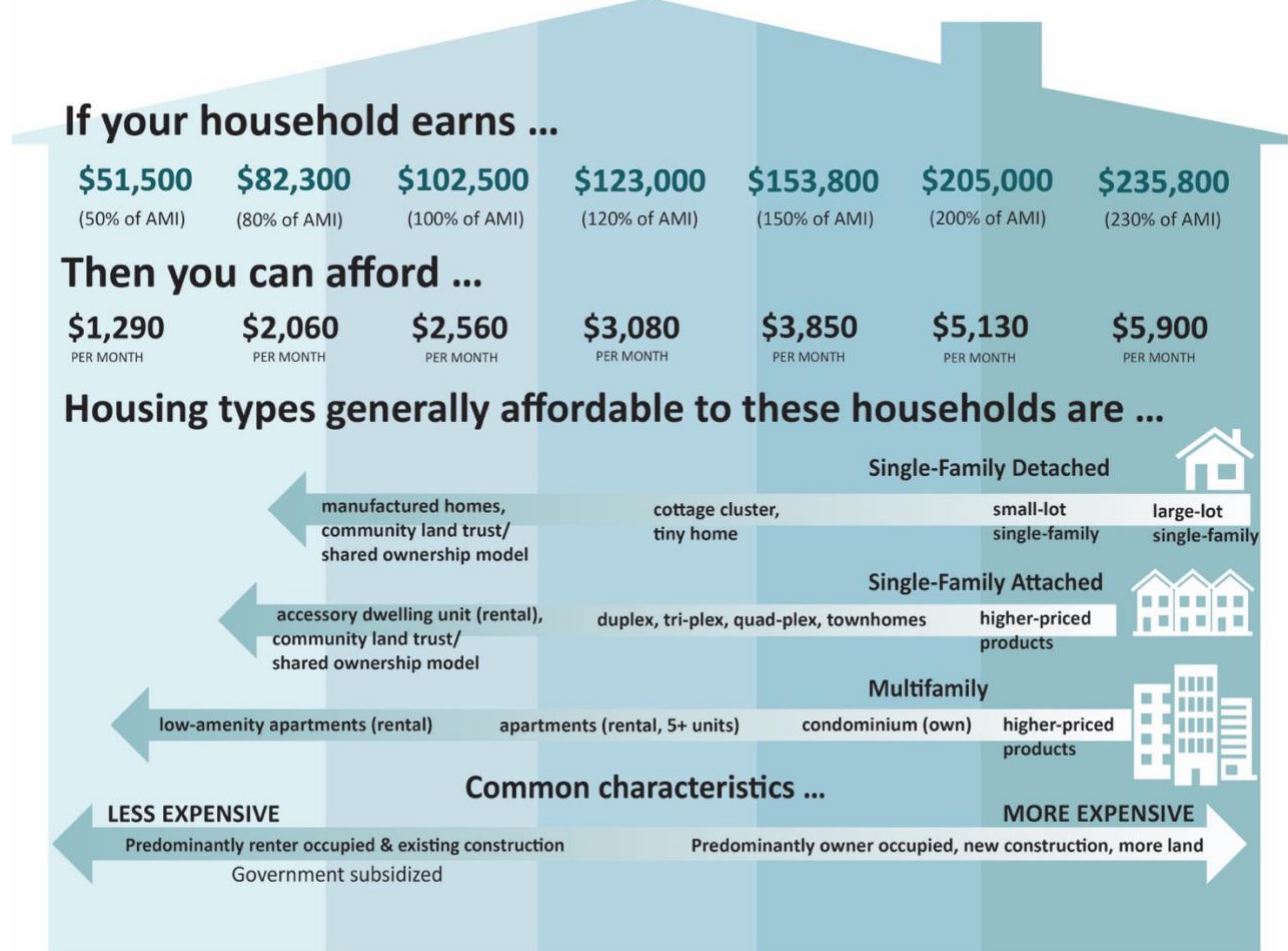 If your household earns ...
$51,500 $82,300 $102,500 $123,000 $153,800 $205,000 $235,800
(50% of AMI) (80% of AMI) (100% of AMI) (120% of AMI) (150% of AMI) (200% of AMI) (230% of AMI)
Then you can afford ...
$1,290 $2,060 $2,560 $3,080 $3,850 $5,130 $5,900
PER MONTH PER MONTH PER MONTH PER MONTH PER MONTH PER MONTH PER MONTH
Housing types generally affordable to these households are ...
Single-Family Detached
manufactured homes,
community land trust/
shared ownership model
cottage cluster,
tiny home
small-lot
single-family
large-lot
single-family
Single-Family Attached
accessory dwelling unit (rental),
community land trust/
shared ownership model
duplex, tri-plex, quad-plex, townhomes
higher-priced
products
Multifamily
low-amenity apartments (rental)
apartments (rental, 5+ units)
condominium (own)
higher-priced
products
Common characteristics ...
LESS EXPENSIVE
MORE EXPENSIVE
Predominantly renter occupied & existing construction
Predominantly owner occupied, new construction, more land
Government subsidized